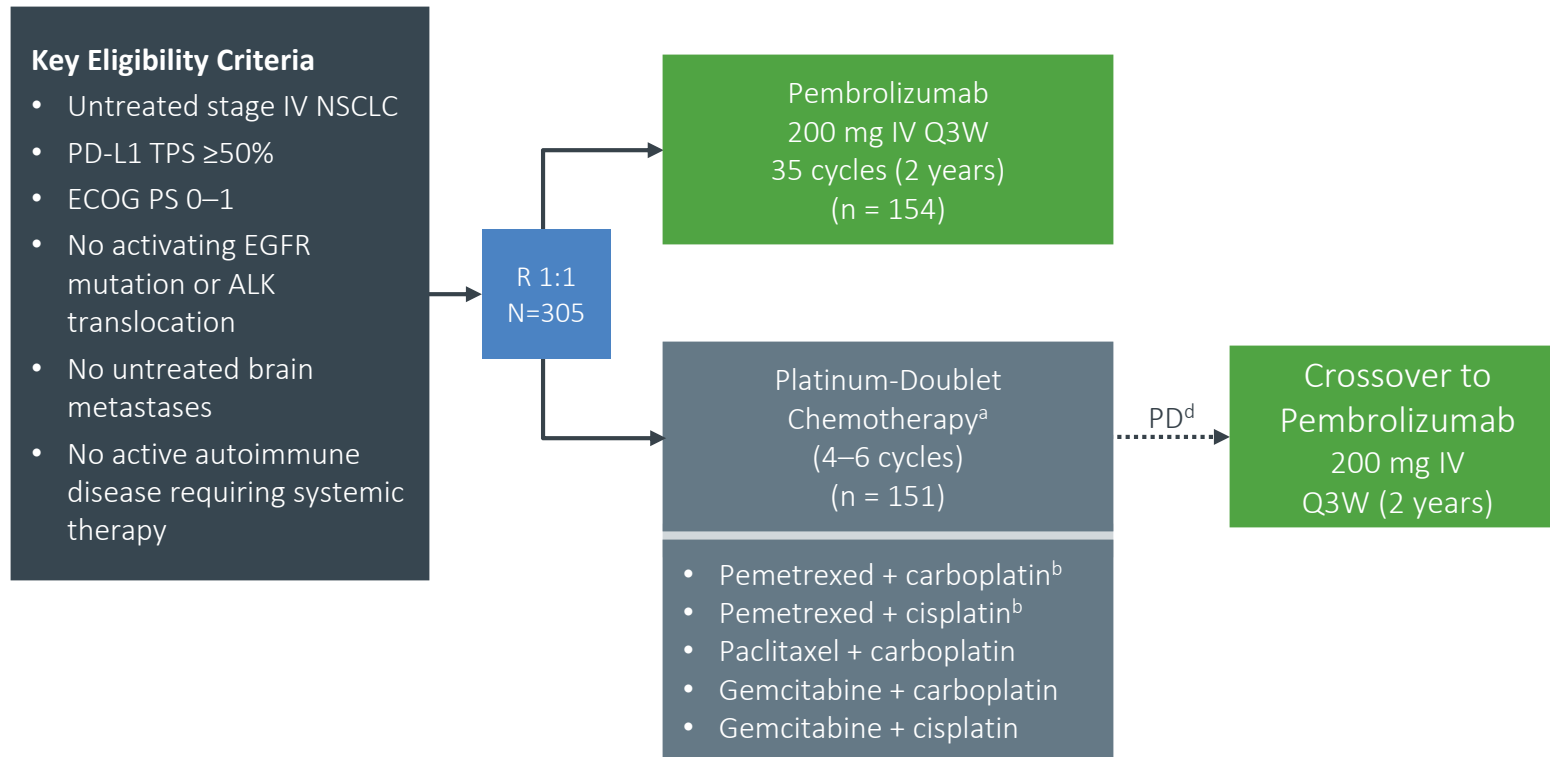 Key Eligibility Criteria
• Untreated stage IV NSCLC
• PD-L1 TPS ≥50%
• ECOG PS 0–1
• No activating EGFR
mutation or ALK
translocation
• No untreated brain
metastases
• No active autoimmune
disease requiring systemic
therapy
R 1:1
N=305
Pembrolizumab
200 mg IV Q3W
35 cycles (2 years)
(n = 154)
Platinum-Doublet
Chemotherapyᵃ
(4–6 cycles)
(n = 151)
• Pemetrexed + carboplatinᵇ
• Pemetrexed + cisplatinᵇ
• Paclitaxel + carboplatin
• Gemcitabine + carboplatin
• Gemcitabine + cisplatin
PDᵈ
Crossover to
Pembrolizumab
200 mg IV
Q3W (2 years)